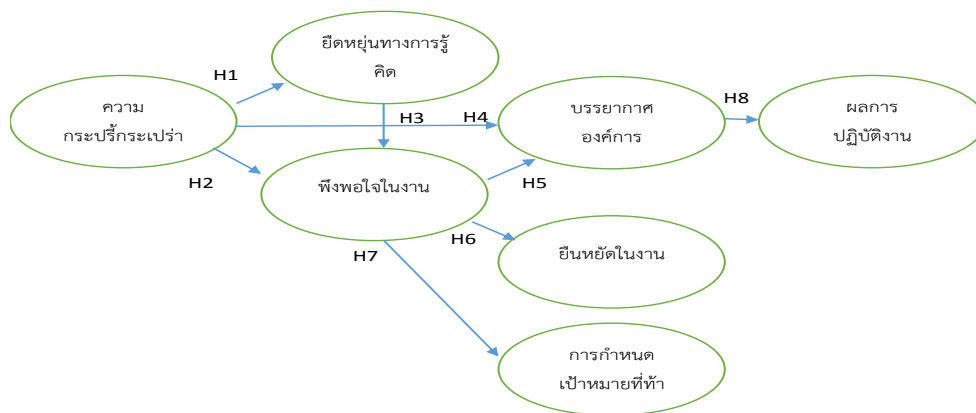 ยืดหยุ่นทางการรู้
คิด
H1
ความ
กระปรี้กระเปร่า
H3
H4
บรรยากาศ
องค์การ
H8
ผลการ
ปฏิบัติงาน
H2
พึงพอใจในงาน
H5
H6
H7
ยืนหยัดในงาน
การกำหนด
เป้าหมายที่ท้า